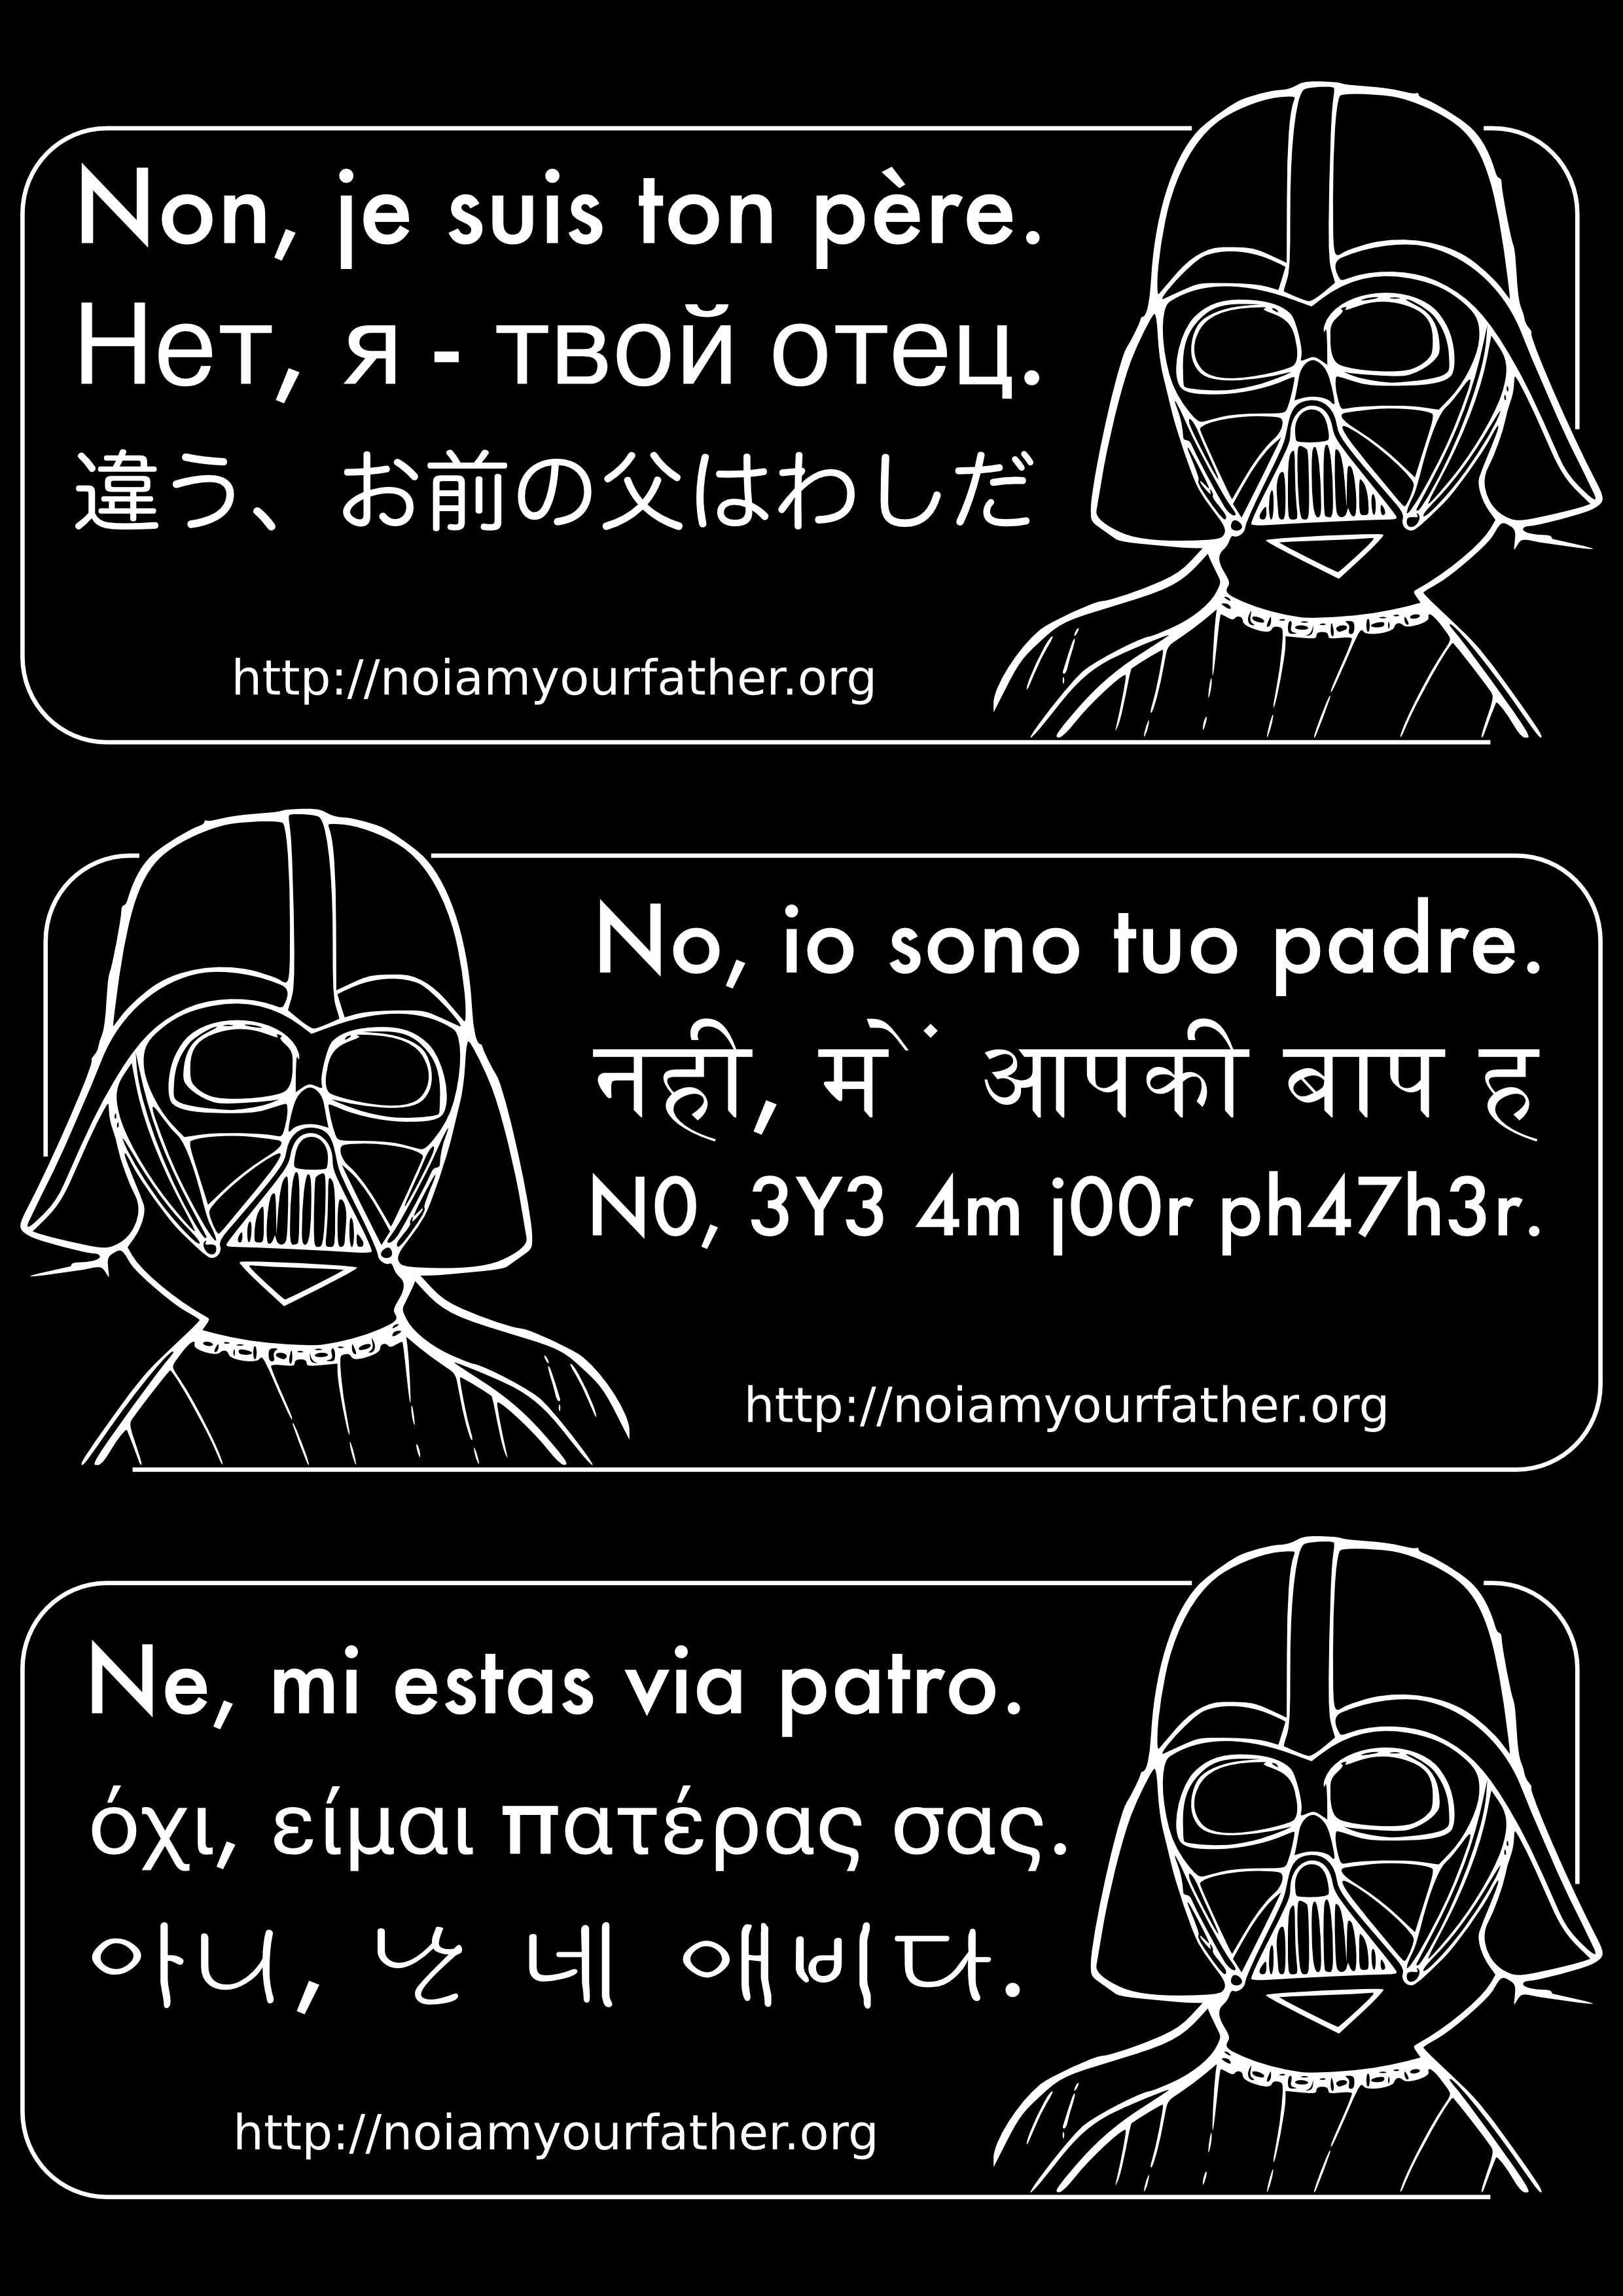 Non, je suis ton père.
Нет, я - твой отец.
違う、お前の父はわしだ
http://noiamyourfather.org
No, io sono tuo padre.
नही, मेंं आपकी बाप ह
N0, 3Y3 4m j00r ph47h3r.
http://noiamyourfather.org
Ne, mi estas via patro.
όχι, είμαι πατέρας σας.
아니, 난 네 애비다.
http://noiamyourfather.org